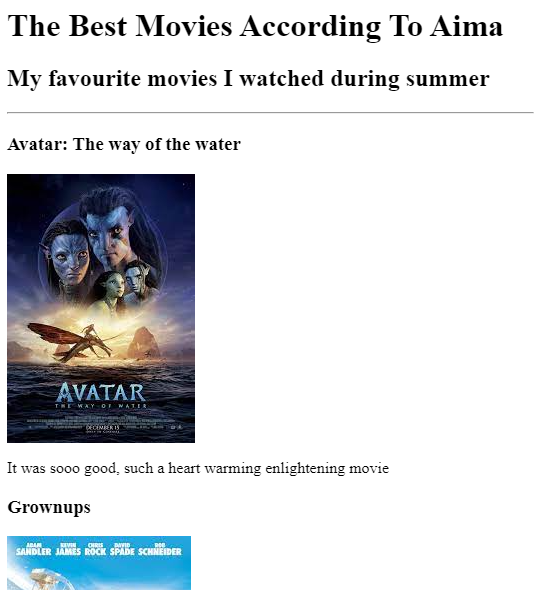 The Best Movies According To Aima
My favourite movies I watched during summer
Avatar: The way of the water
AVATAR
THE WAY OF WATER
DECEMBER 15
It was sooo good, such a heart warming enlightening movie
Grownups
ADAM SANDLER KEVIN JAMES CHRIS ROCK DAVID SPADE ROB SCHNEIDER